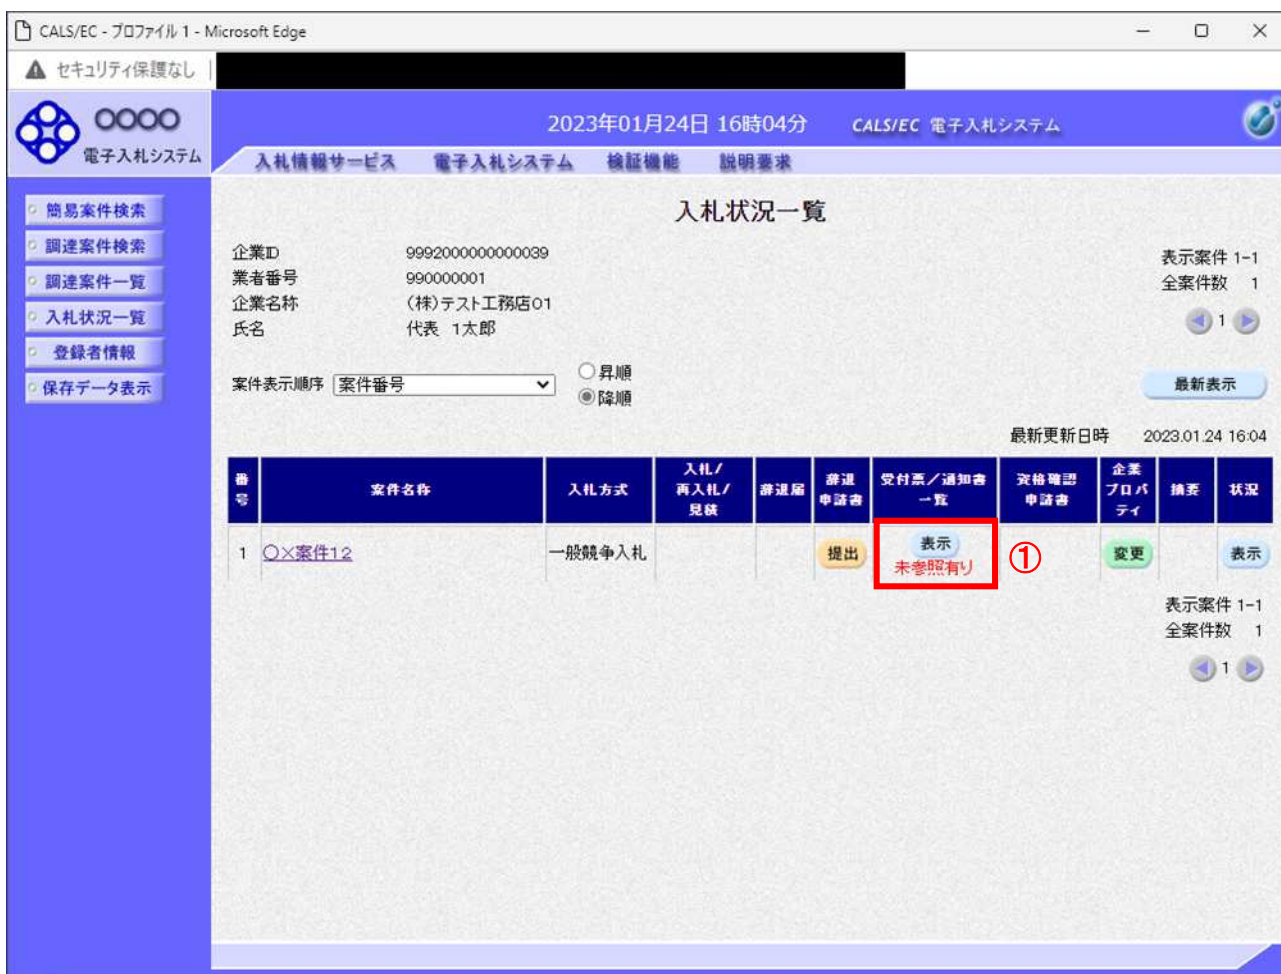 CALS/EC - プロファイル 1 - Microsoft Edge
セキュリティ保護なし
〇〇〇〇
電子入札システム
2023年01月24日 16時04分 CALS/EC 電子入札システム
入札情報サービス 電子入札システム 検証機能 説明要求
簡易案件検索
調達案件検索
調達案件一覧
入札状況一覧
登録者情報
保存データ表示
入札状況一覧
企業ID 9992000000000039
業者番号 990000001
企業名称 (株)テスト工務店01
氏名 代表 1太郎
表示案件 1-1
全案件数 1
1
案件表示順序 案件番号
昇順
降順
最新表示
最新更新日時 2023.01.24 16:04
番号 案件名称 入札方式 入札/再入札/見積 辞退届 辞退申請書 受付票/通知書一覧 資格確認申請書 企業プロパティ 摘要 状況
1 〇×案件12 一般競争入札 提出 表示 未参照有り ① 変更 表示
表示案件 1-1
全案件数 1
1